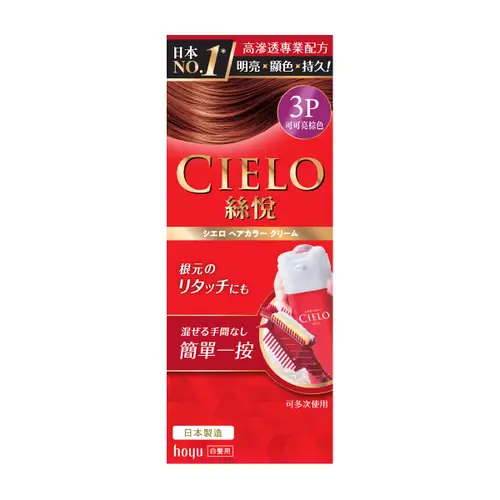 日本
NO.1*
高滲透專業配方
明亮×顯色×持久!
3P
可可亮棕色
CIELO
絲悅
シエロ ヘアカラー クリーム
根元の
リタッチにも
CIELO
混ぜる手間なし
簡單一按
可多次使用
日本製造
hoyu 白髮用